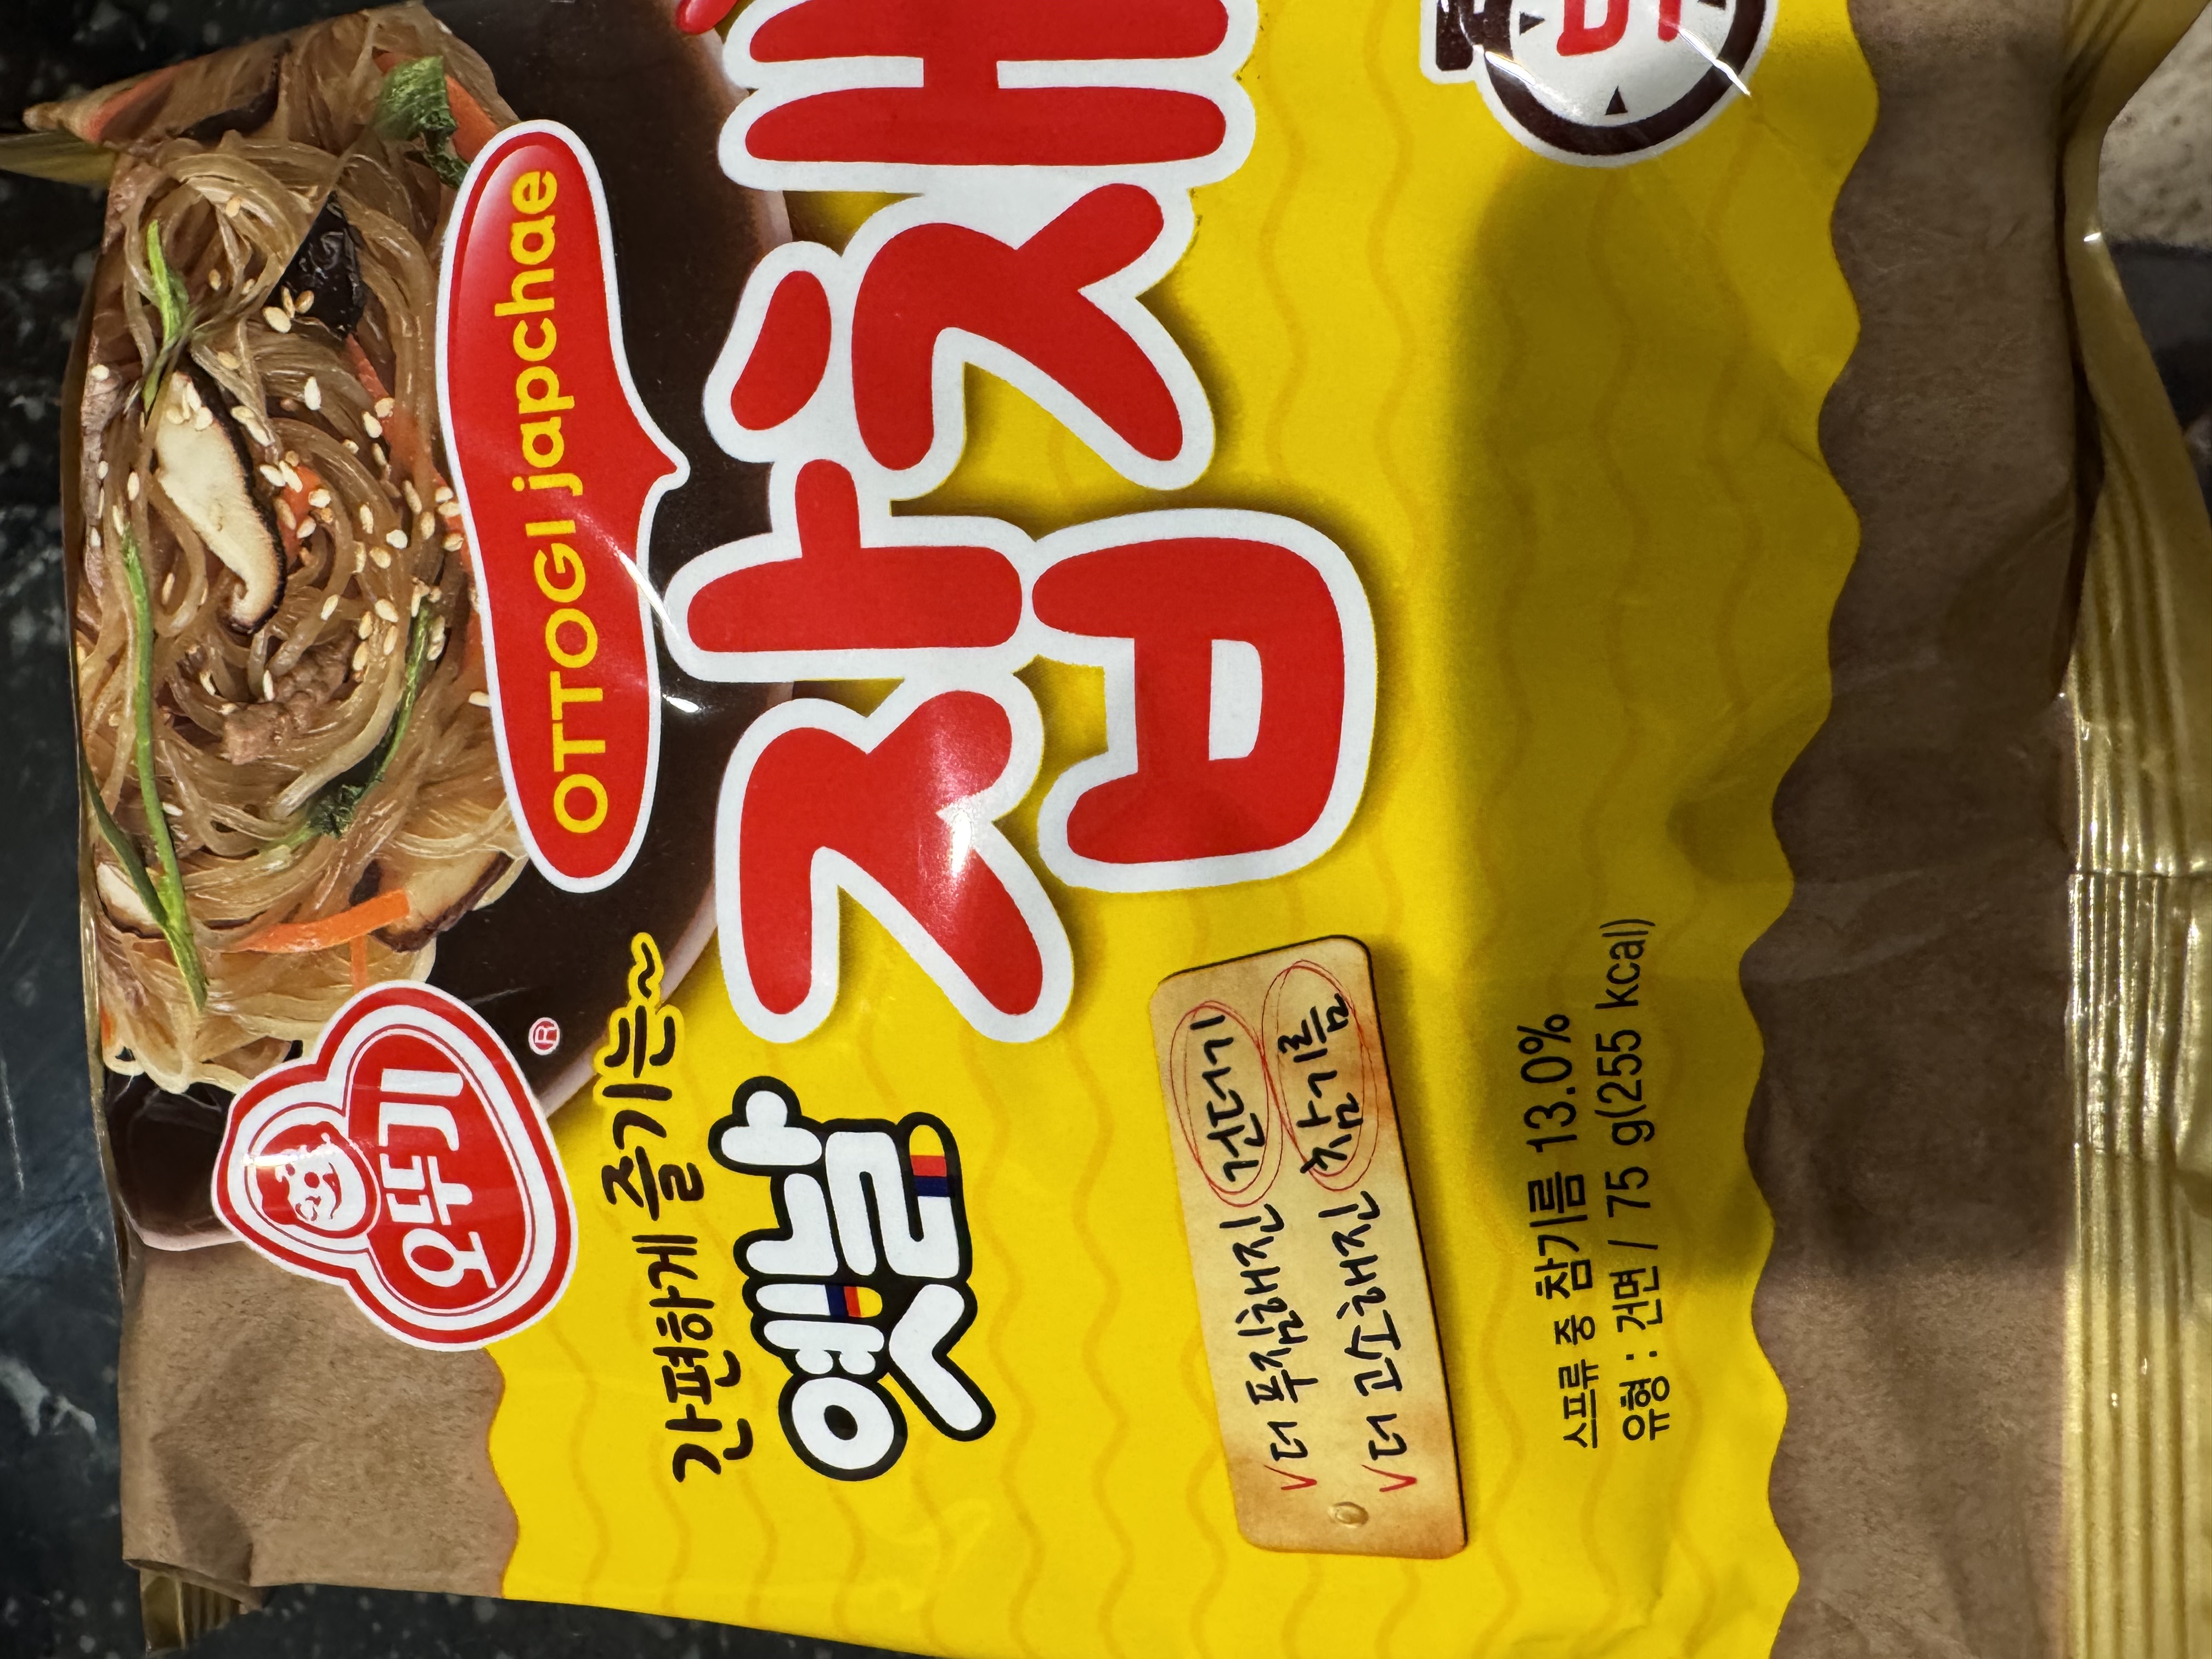 오뚜기
®
OTTOGI japchae
간편하게 즐기는~
옛날
잡채
√더 푸짐해진 건더기
√더 고소해진 참기름
스프류 중 참기름 13.0%
유형 : 건면 / 75 g(255 kcal)